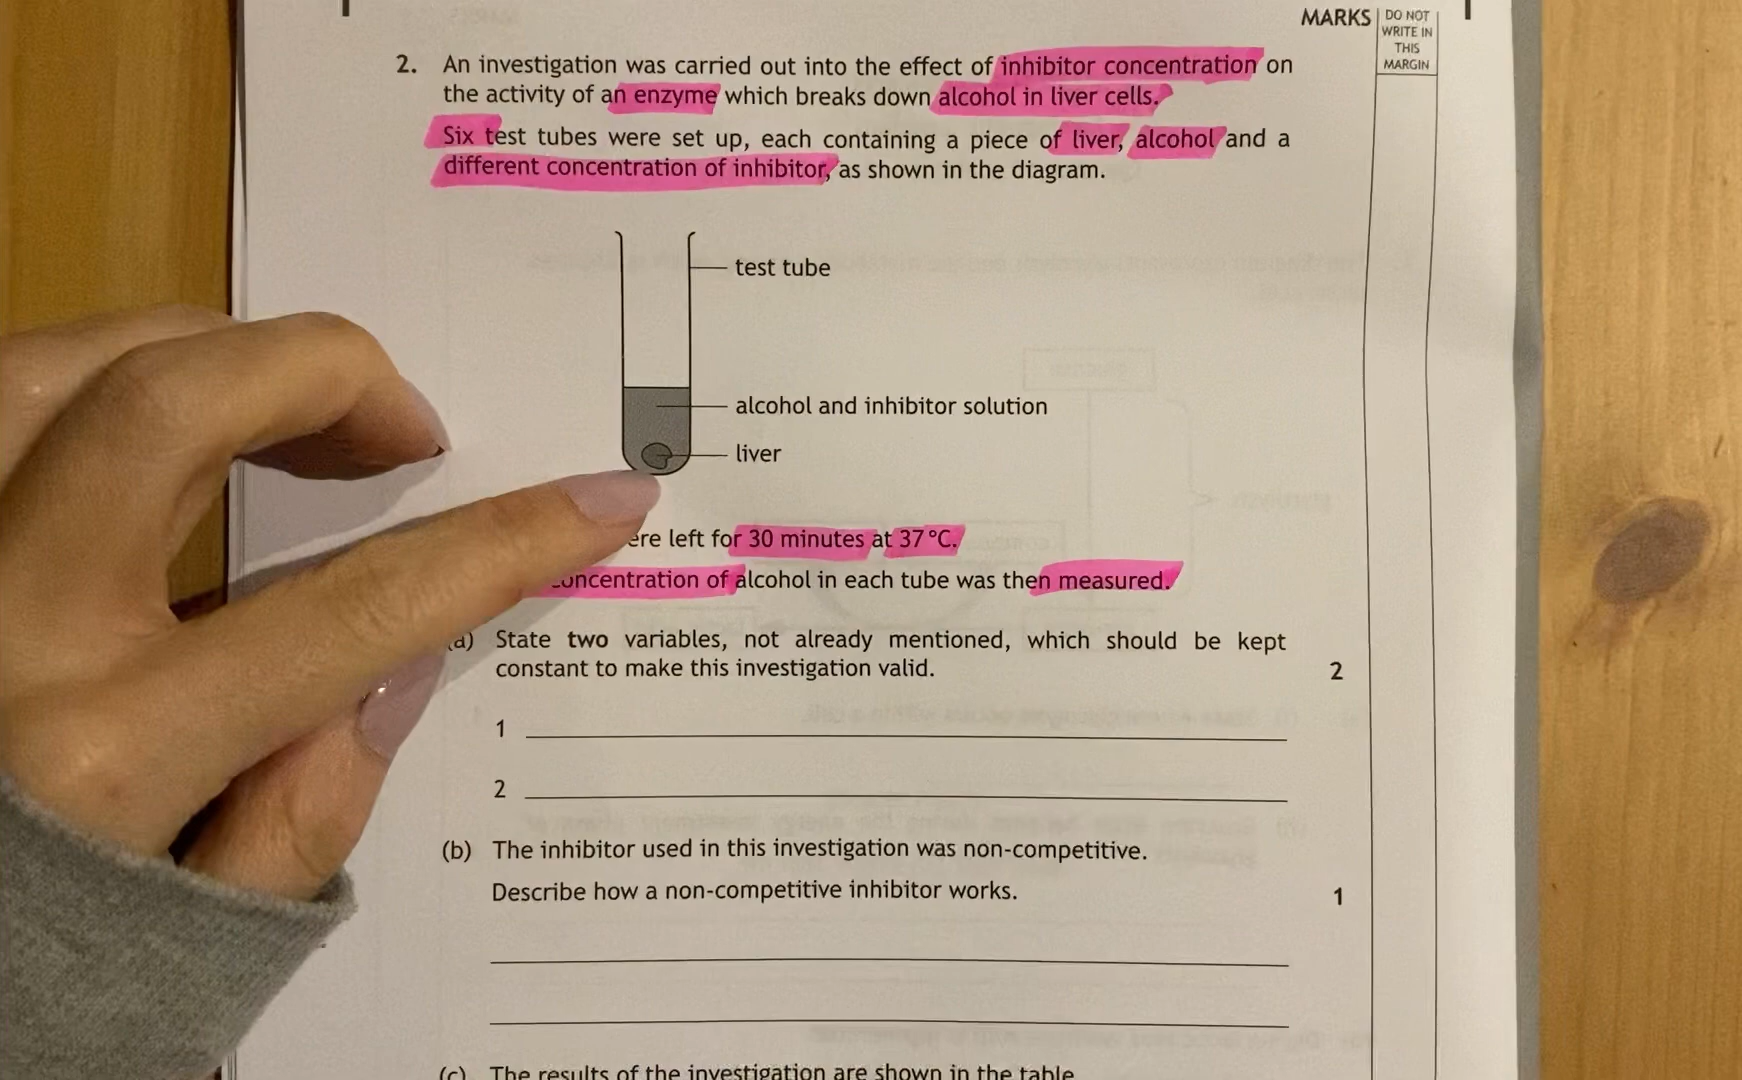 MARKS
DO NOT
WRITE IN
THIS
MARGIN
2. An investigation was carried out into the effect of inhibitor concentration on
the activity of an enzyme which breaks down alcohol in liver cells.
Six test tubes were set up, each containing a piece of liver, alcohol and a
different concentration of inhibitor, as shown in the diagram.
test tube
alcohol and inhibitor solution
liver
left for 30 minutes at 37 °C.
concentration of alcohol in each tube was then measured.
(a) State two variables, not already mentioned, which should be kept
constant to make this investigation valid.
2
1
2
(b) The inhibitor used in this investigation was non-competitive.
Describe how a non-competitive inhibitor works.
1
(c) The results of the investigation are shown in the table